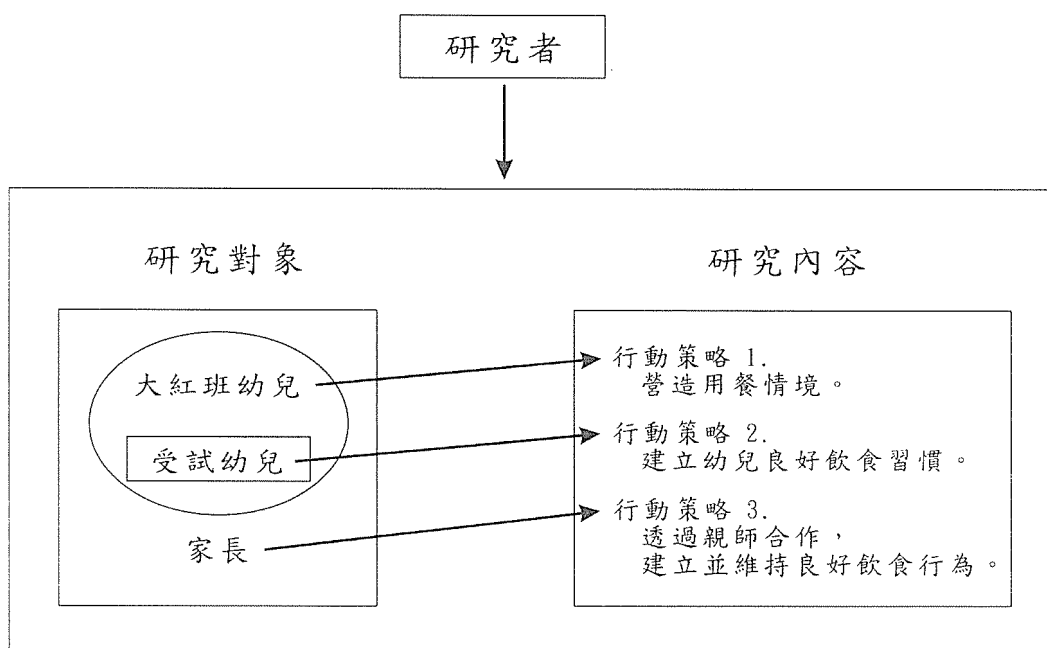 研究者
研究對象
研究內容
大紅班幼兒
受試幼兒
家長
行動策略 1.
營造用餐情境。
行動策略 2.
建立幼兒良好飲食習慣。
行動策略 3.
透過親師合作，
建立並維持良好飲食行為。